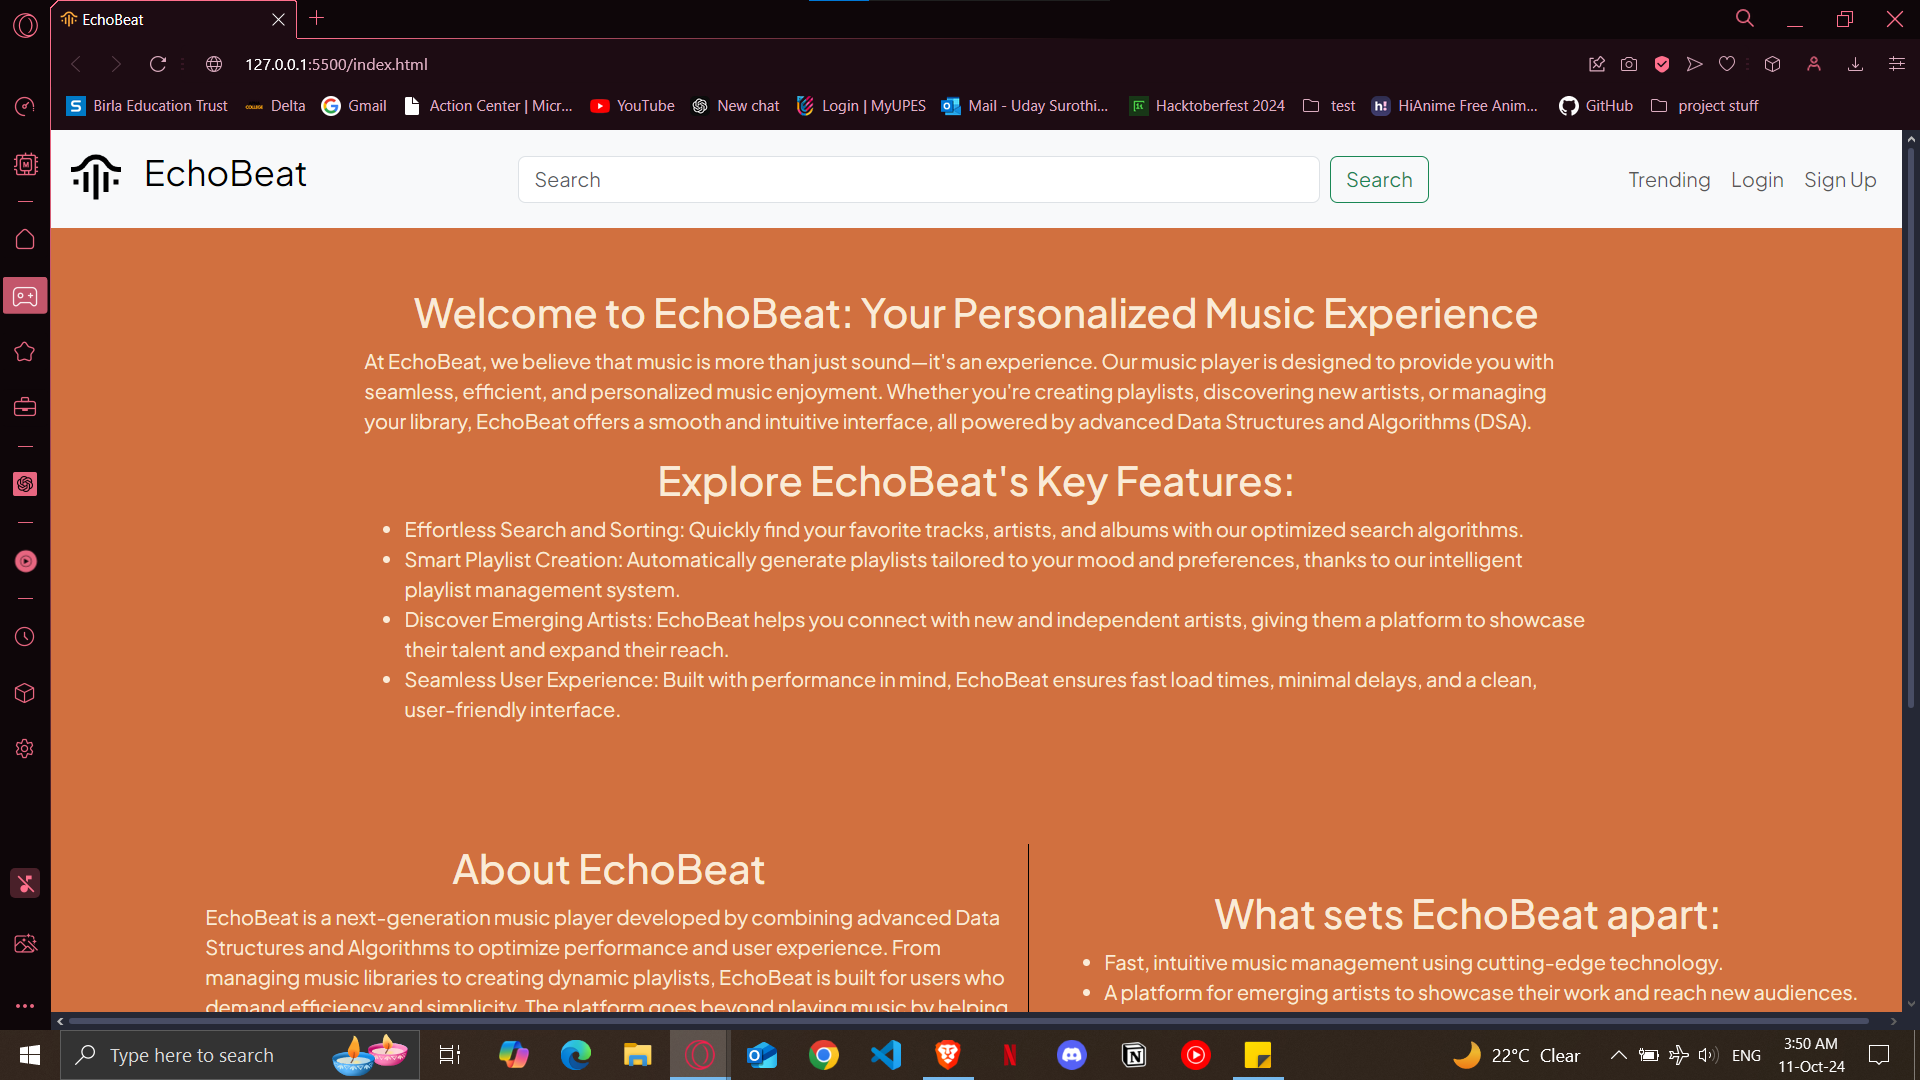 EchoBeat
127.0.0.1:5500/index.html
Birla Education Trust
COLLEGE Delta
Gmail
Action Center | Micr...
YouTube
New chat
Login | MyUPES
Mail - Uday Surothi...
Hacktoberfest 2024
test
HiAnime Free Anim...
GitHub
project stuff
EchoBeat
Search
Search
Trending
Login
Sign Up
Welcome to EchoBeat: Your Personalized Music Experience
At EchoBeat, we believe that music is more than just sound—it's an experience. Our music player is designed to provide you with
seamless, efficient, and personalized music enjoyment. Whether you're creating playlists, discovering new artists, or managing
your library, EchoBeat offers a smooth and intuitive interface, all powered by advanced Data Structures and Algorithms (DSA).
Explore EchoBeat's Key Features:
• Effortless Search and Sorting: Quickly find your favorite tracks, artists, and albums with our optimized search algorithms.
• Smart Playlist Creation: Automatically generate playlists tailored to your mood and preferences, thanks to our intelligent
playlist management system.
• Discover Emerging Artists: EchoBeat helps you connect with new and independent artists, giving them a platform to showcase
their talent and expand their reach.
• Seamless User Experience: Built with performance in mind, EchoBeat ensures fast load times, minimal delays, and a clean,
user-friendly interface.
About EchoBeat
EchoBeat is a next-generation music player developed by combining advanced Data
Structures and Algorithms to optimize performance and user experience. From
managing music libraries to creating dynamic playlists, EchoBeat is built for users who
demand efficiency and simplicity. The platform goes beyond playing music by helping
What sets EchoBeat apart:
• Fast, intuitive music management using cutting-edge technology.
• A platform for emerging artists to showcase their work and reach new audiences.
Type here to search
22°C Clear
ENG
3:50 AM
11-Oct-24